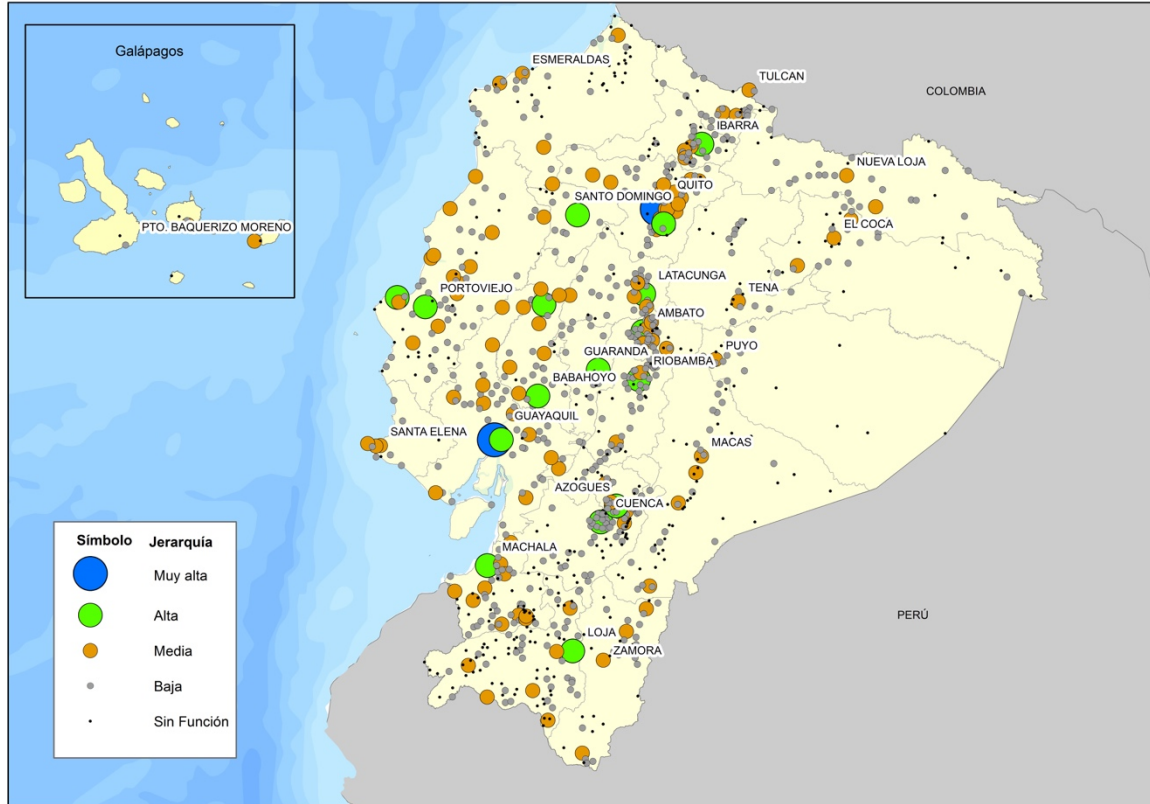 Galápagos
PTO. BAQUERIZO MORENO
ESMERALDAS
TULCAN
COLOMBIA
IBARRA
NUEVA LOJA
SANTO DOMINGO
QUITO
EL COCA
LATACUNGA
PORTOVIEJO
TENA
AMBATO
GUARANDA
PUYO
RIOBAMBA
BABAHOYO
GUAYAQUIL
SANTA ELENA
MACAS
AZOGUES
CUENCA
MACHALA
PERÚ
LOJA
ZAMORA
Símbolo Jerarquía
Muy alta
Alta
Media
Baja
Sin Función